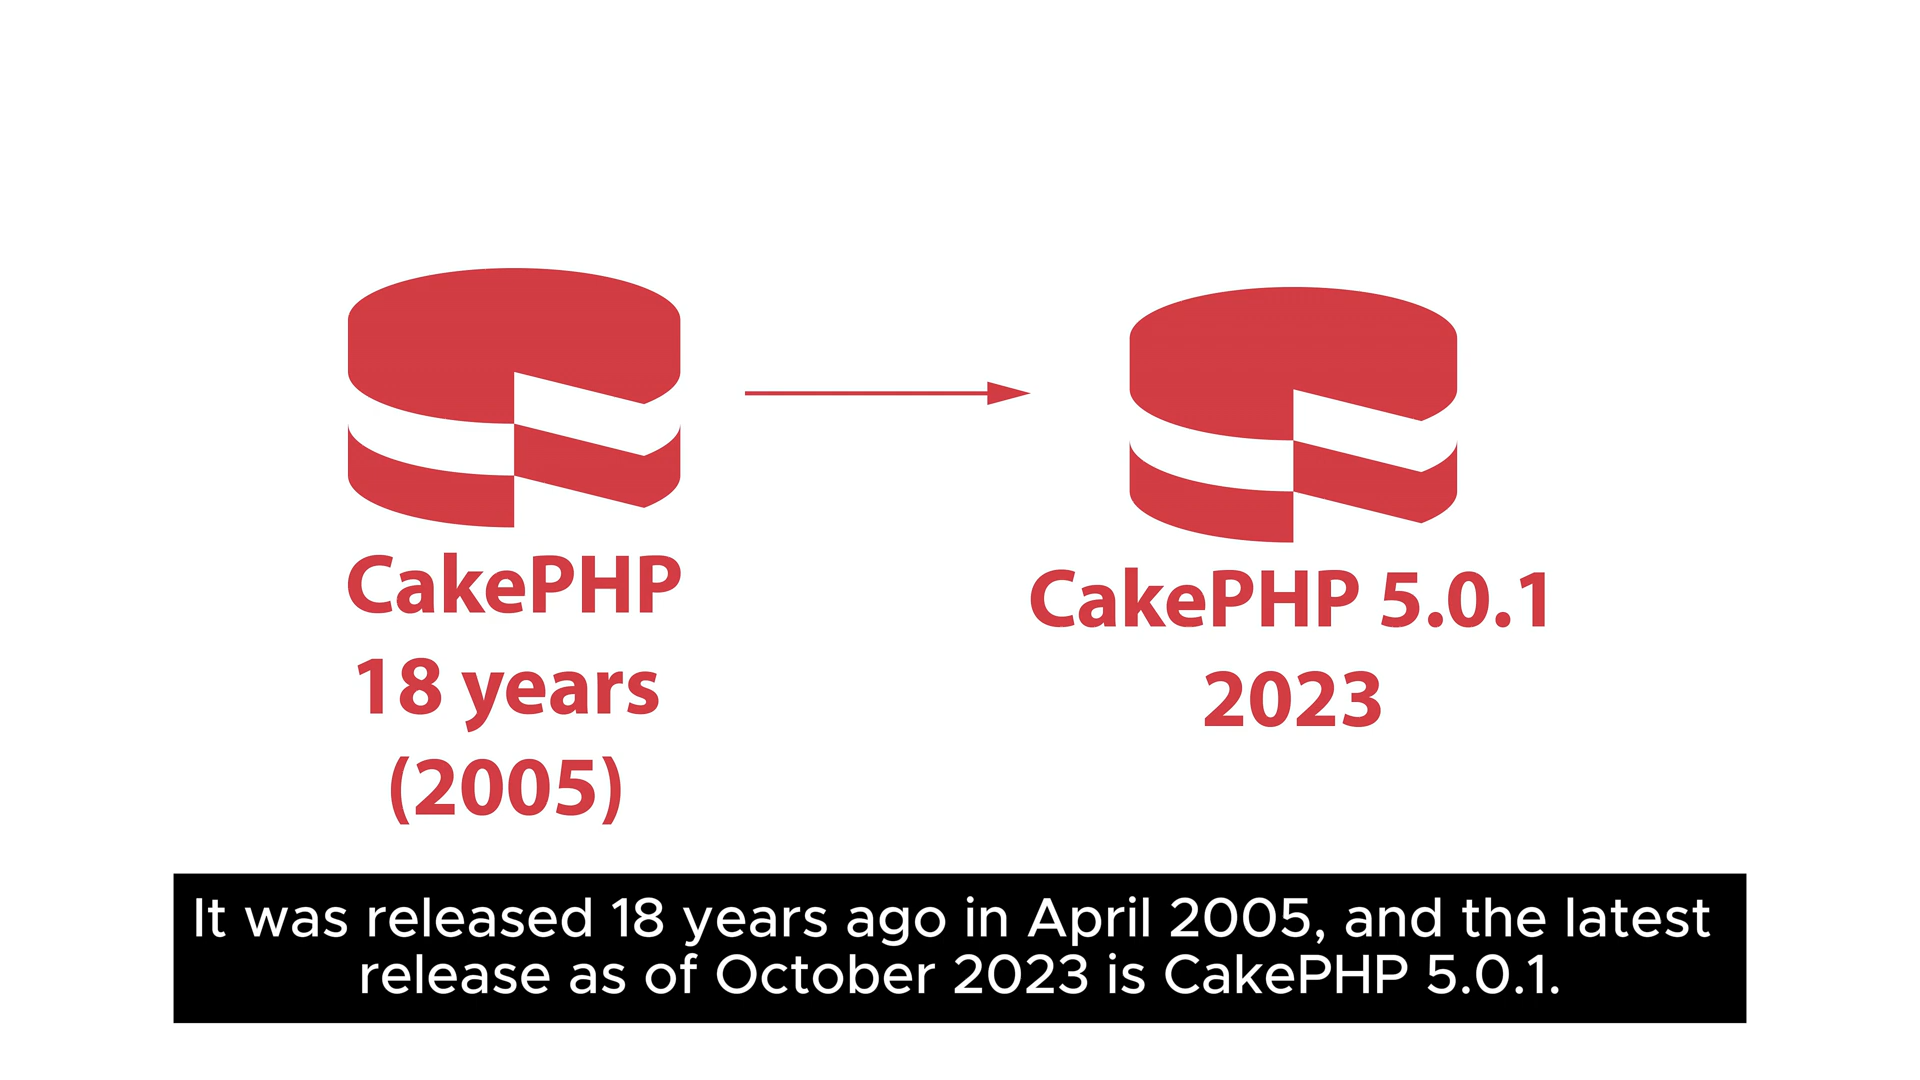 CakePHP
18 years
(2005)
CakePHP 5.0.1
2023
It was released 18 years ago in April 2005, and the latest
release as of October 2023 is CakePHP 5.0.1.